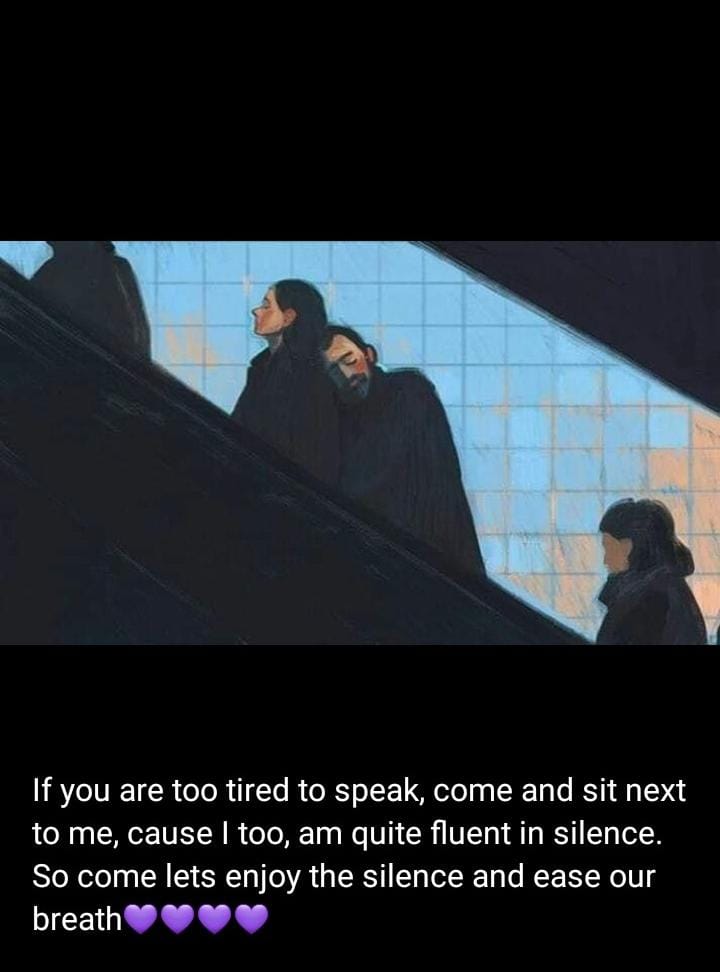 If you are too tired to speak, come and sit next
to me, cause I too, am quite fluent in silence.
So come lets enjoy the silence and ease our
breath💜💜💜💜